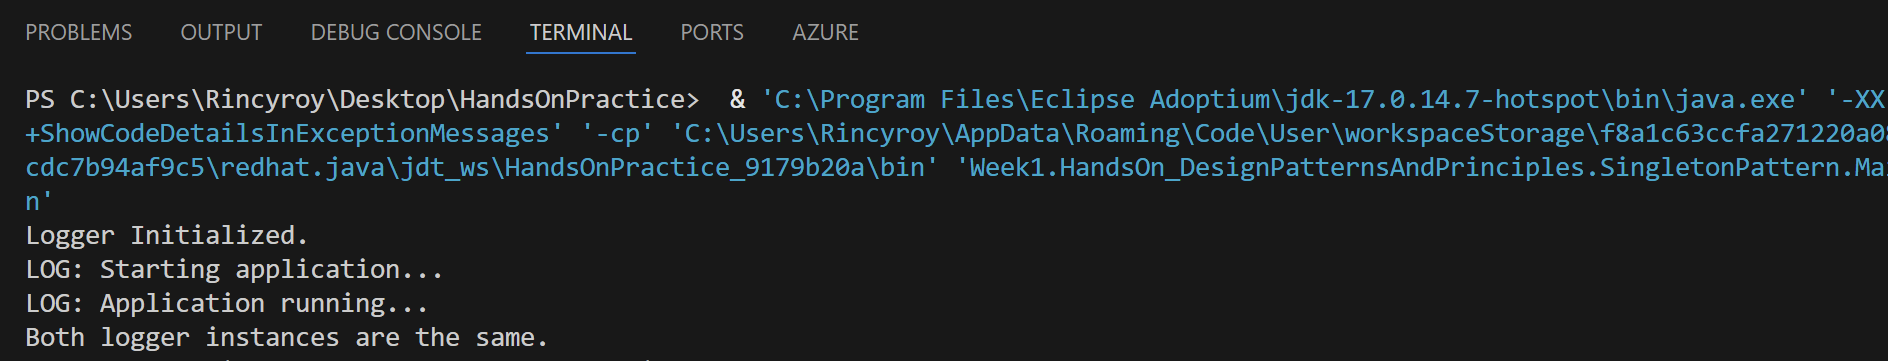 PROBLEMS OUTPUT DEBUG CONSOLE TERMINAL PORTS AZURE
PS C:\Users\Rincyroy\Desktop\HandsOnPractice>  & 'C:\Program Files\Eclipse Adoptium\jdk-17.0.14.7-hotspot\bin\java.exe' '-XX
+ShowCodeDetailsInExceptionMessages' '-cp' 'C:\Users\Rincyroy\AppData\Roaming\Code\User\workspaceStorage\f8a1c63ccfa271220a08
cdc7b94af9c5\redhat.java\jdt_ws\HandsOnPractice_9179b20a\bin' 'Week1.HandsOn_DesignPatternsAndPrinciples.SingletonPattern.Mai
n'
Logger Initialized.
LOG: Starting application...
LOG: Application running...
Both logger instances are the same.